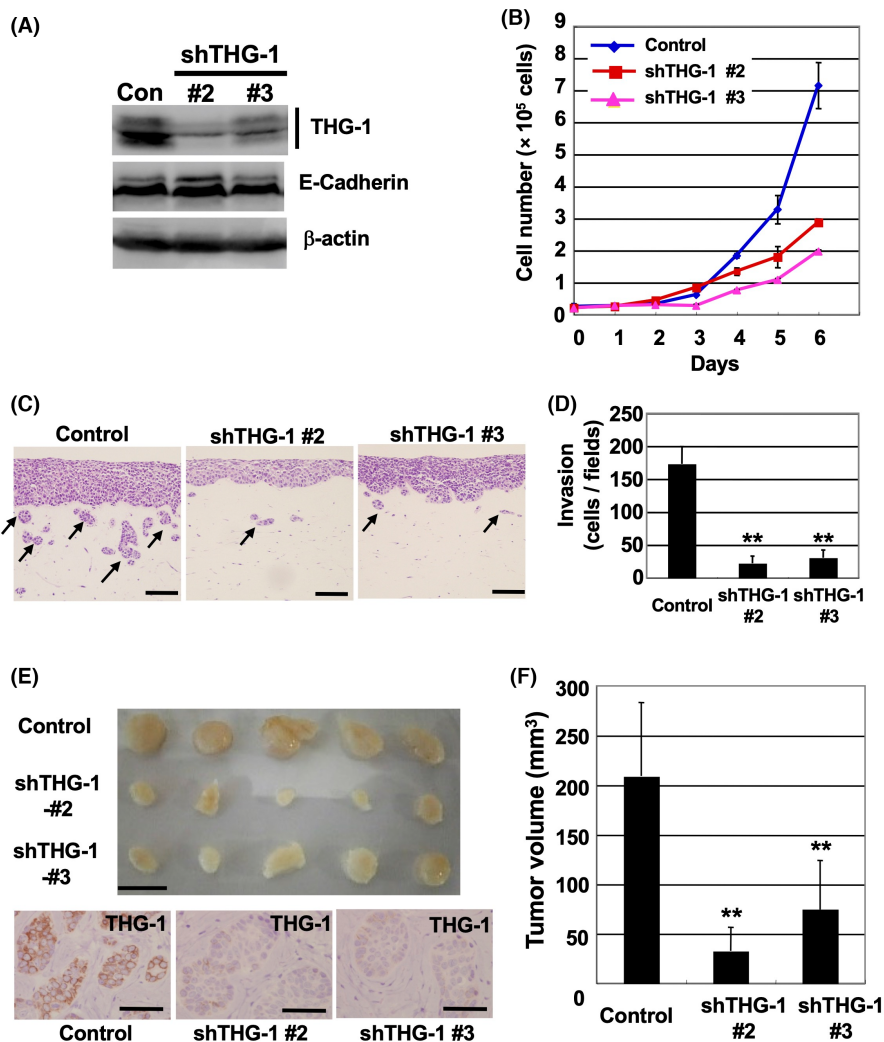 (A)
shTHG-1
Con #2 #3
THG-1
E-Cadherin
β-actin
(B)
Cell number (× 10⁵ cells)
9
8
7
6
5
4
3
2
1
0
Control
shTHG-1 #2
shTHG-1 #3
0 1 2 3 4 5 6
Days
(C)
Control shTHG-1 #2 shTHG-1 #3
(D)
Invasion
(cells / fields)
250
200
150
100
50
0
** **
Control shTHG-1 shTHG-1
#2 #3
(E)
Control
shTHG-1
-#2
shTHG-1
-#3
THG-1 THG-1 THG-1
Control shTHG-1 #2 shTHG-1 #3
(F)
Tumor volume (mm³)
300
250
200
150
100
50
0
**
**
Control shTHG-1 shTHG-1
#2 #3